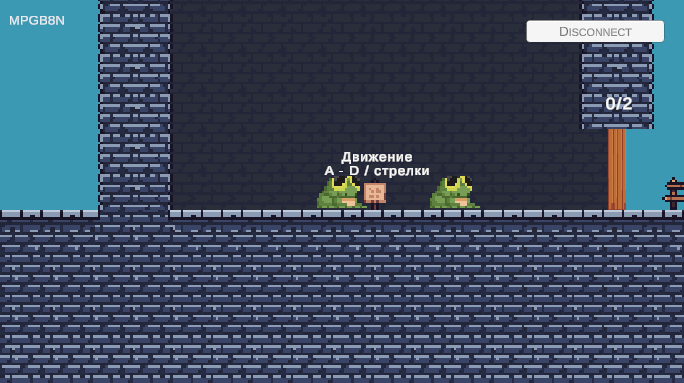 MPGB8N
DISCONNECT
0/2
Движение
A - D / стрелки